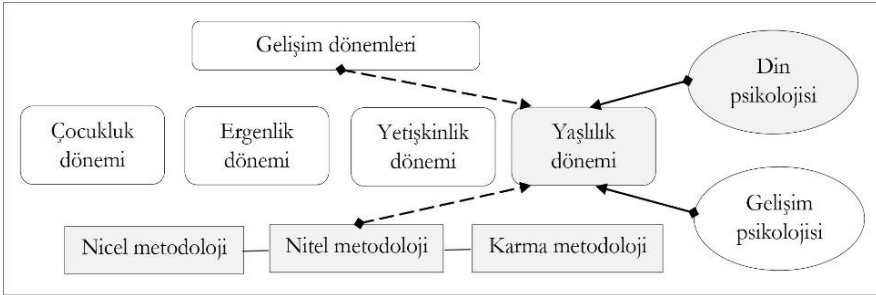 Gelişim dönemleri
Din
psikolojisi
Çocukluk
dönemi
Ergenlik
dönemi
Yetişkinlik
dönemi
Yaşlılık
dönemi
Gelişim
psikolojisi
Nicel metodoloji
Nitel metodoloji
Karma metodoloji